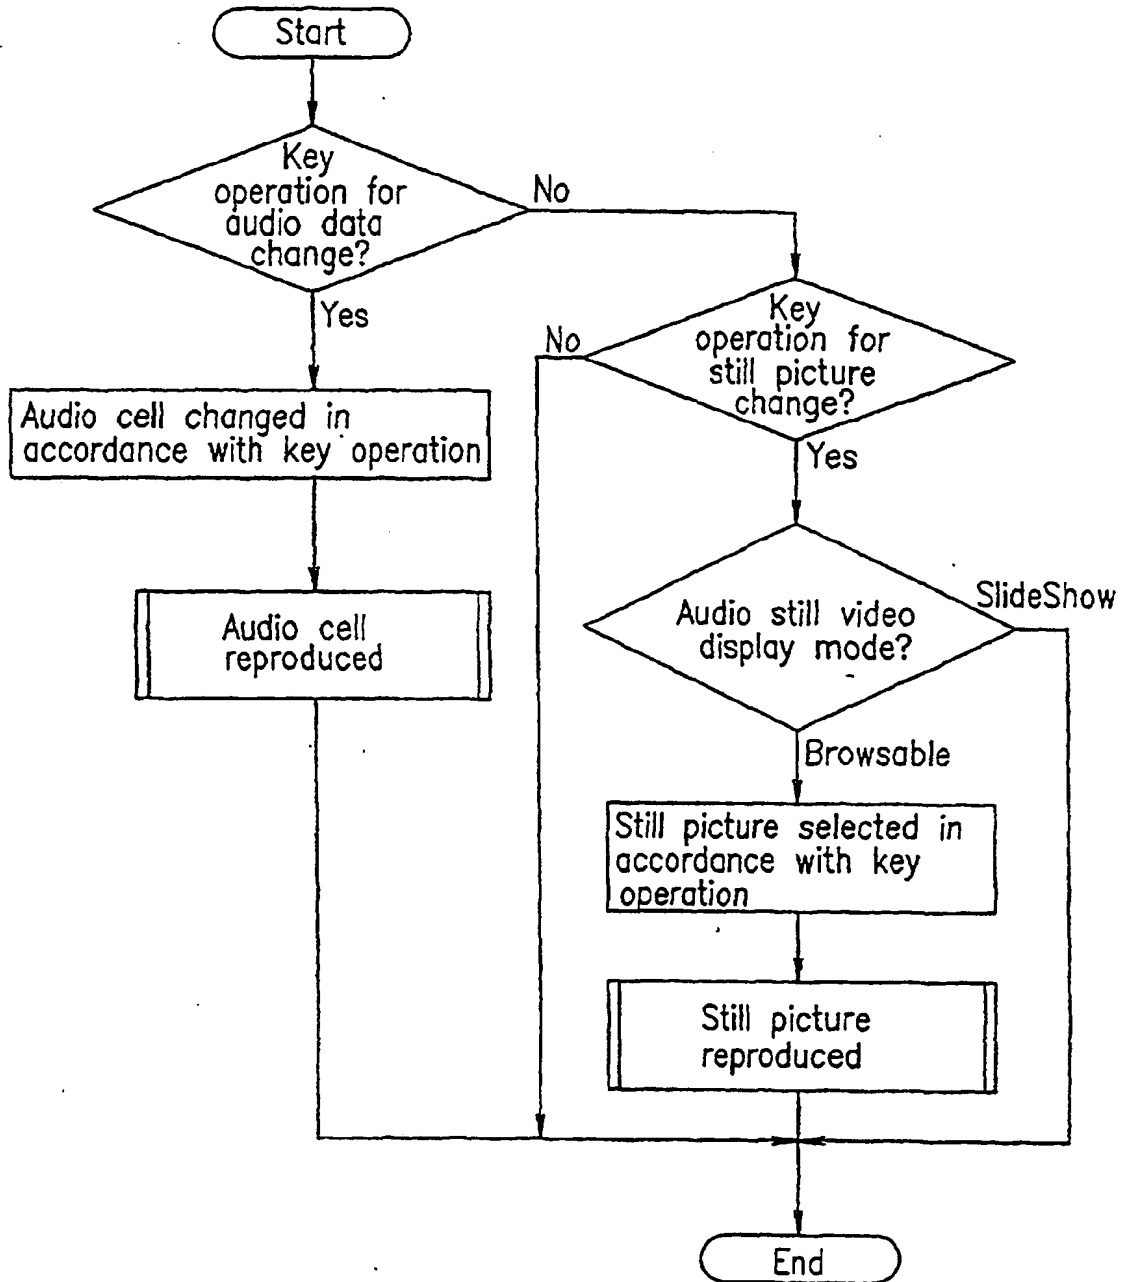 Start
Key
operation for
audio data
change?
No
Yes
Key
operation for
still picture
change?
No
Yes
Audio cell changed in
accordance with key operation
Audio cell
reproduced
Audio still video
display mode?
SlideShow
Browsable
Still picture selected in
accordance with key
operation
Still picture
reproduced
End